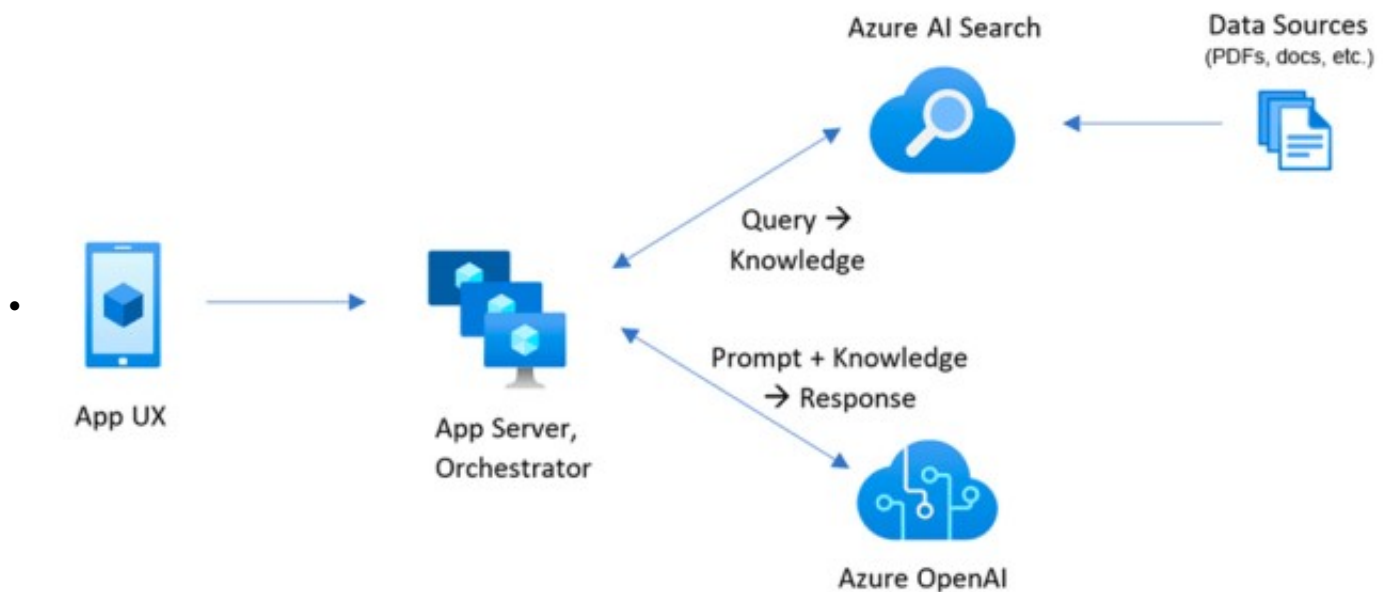 Azure AI Search
Data Sources
(PDFs, docs, etc.)
Query →
Knowledge
Prompt + Knowledge
→ Response
App UX
App Server,
Orchestrator
Azure OpenAI